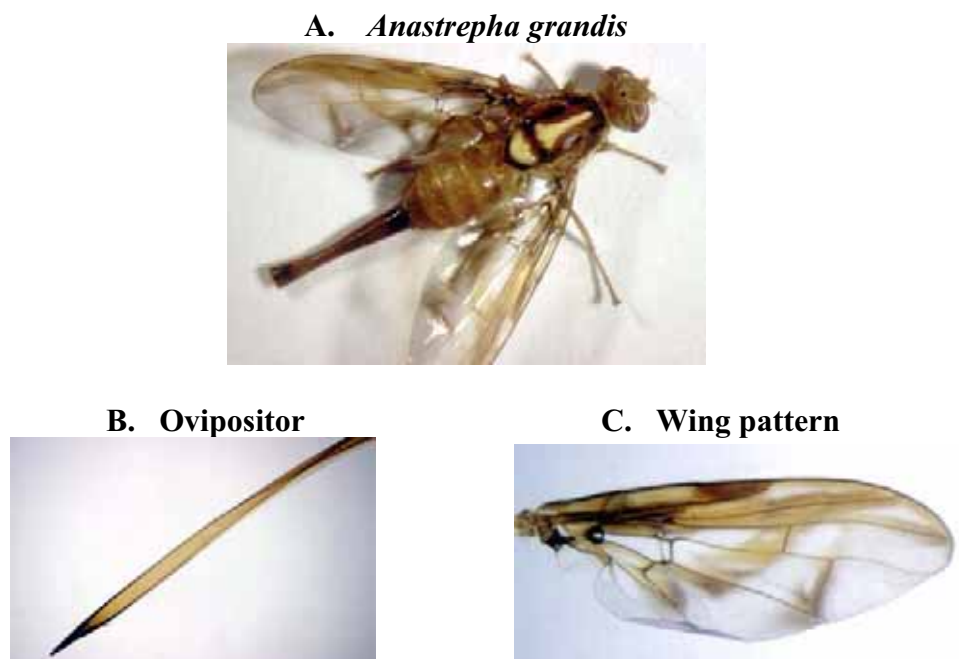 A. Anastrepha grandis
B. Ovipositor
C. Wing pattern